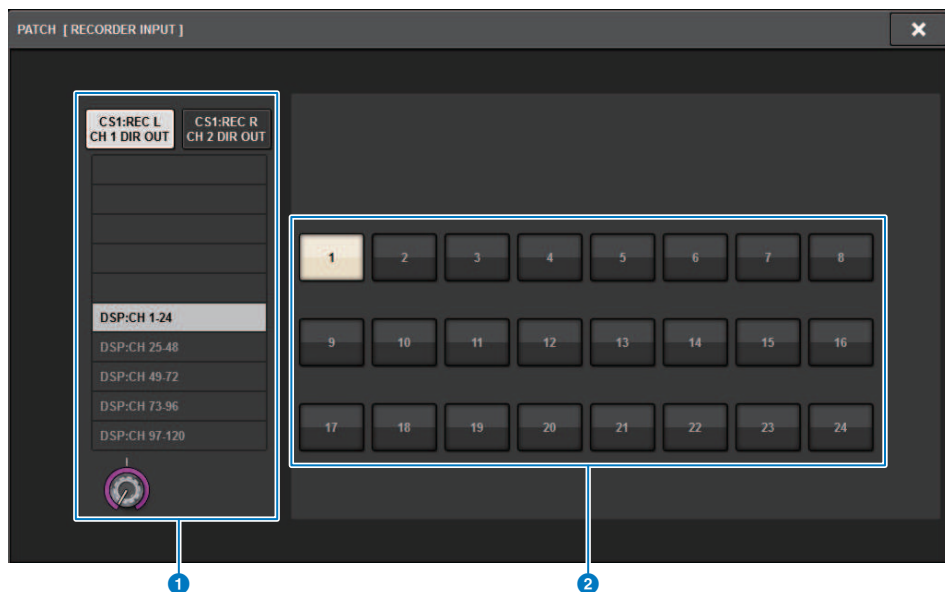 PATCH [ RECORDER INPUT ]
CS1:REC L
CH 1 DIR OUT
CS1:REC R
CH 2 DIR OUT
DSP:CH 1-24
DSP:CH 25-48
DSP:CH 49-72
DSP:CH 73-96
DSP:CH 97-120
1 2 3 4 5 6 7 8
9 10 11 12 13 14 15 16
17 18 19 20 21 22 23 24
1 2